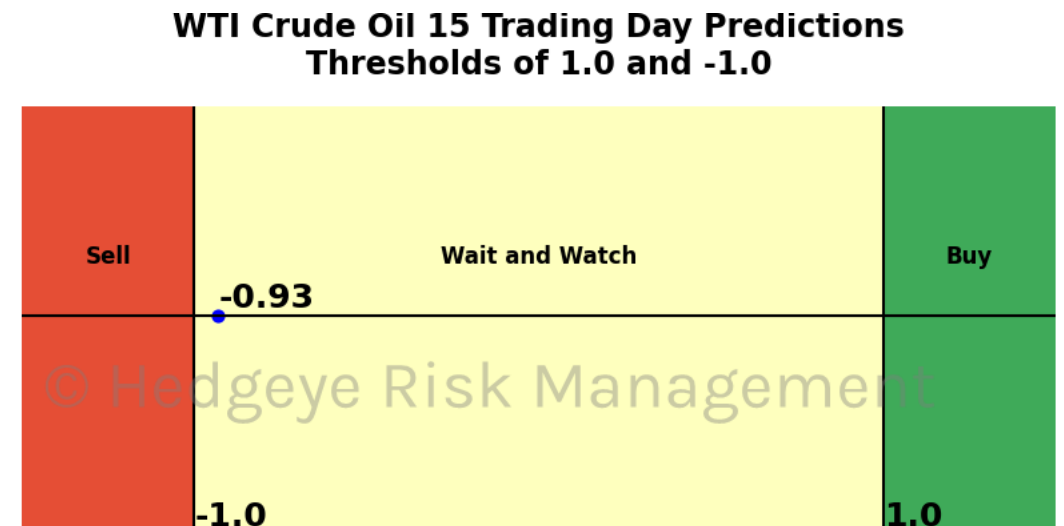 WTI Crude Oil 15 Trading Day Predictions
Thresholds of 1.0 and -1.0
Sell
Wait and Watch
Buy
-0.93
© Hedgeye Risk Management
-1.0
1.0